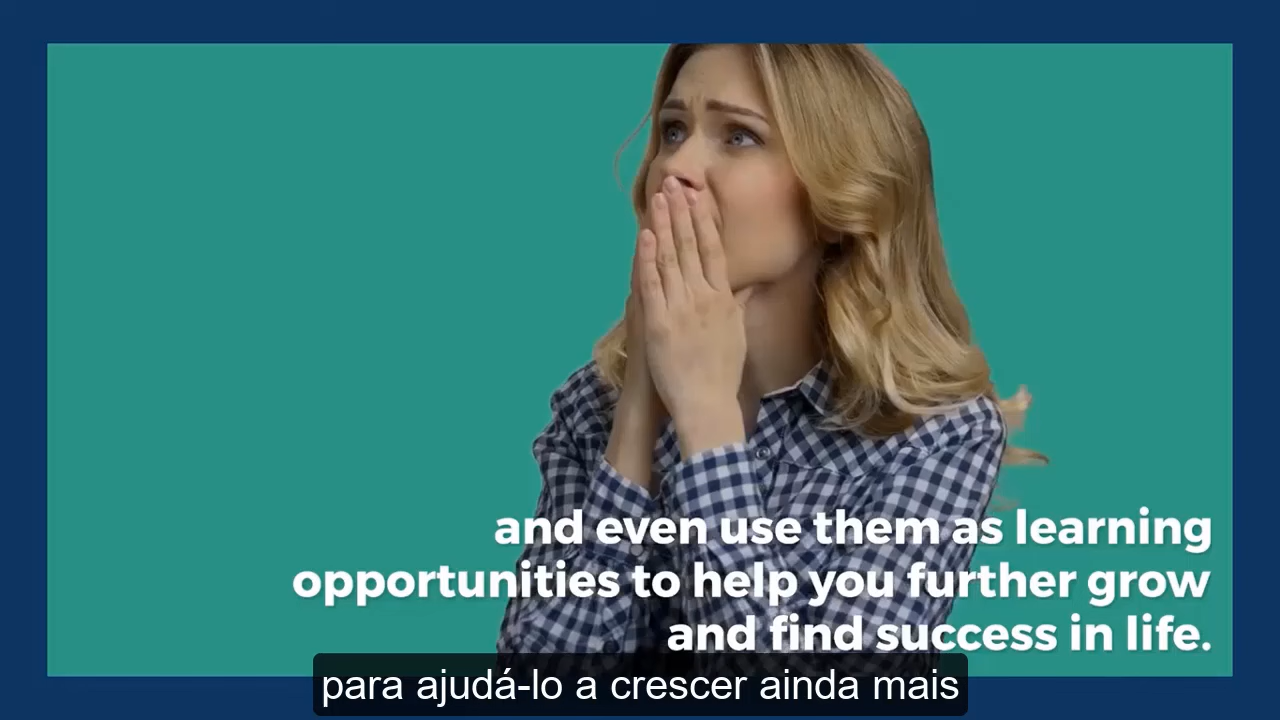 and even use them as learning
opportunities to help you further grow
and find success in life.
para ajudá-lo a crescer ainda mais